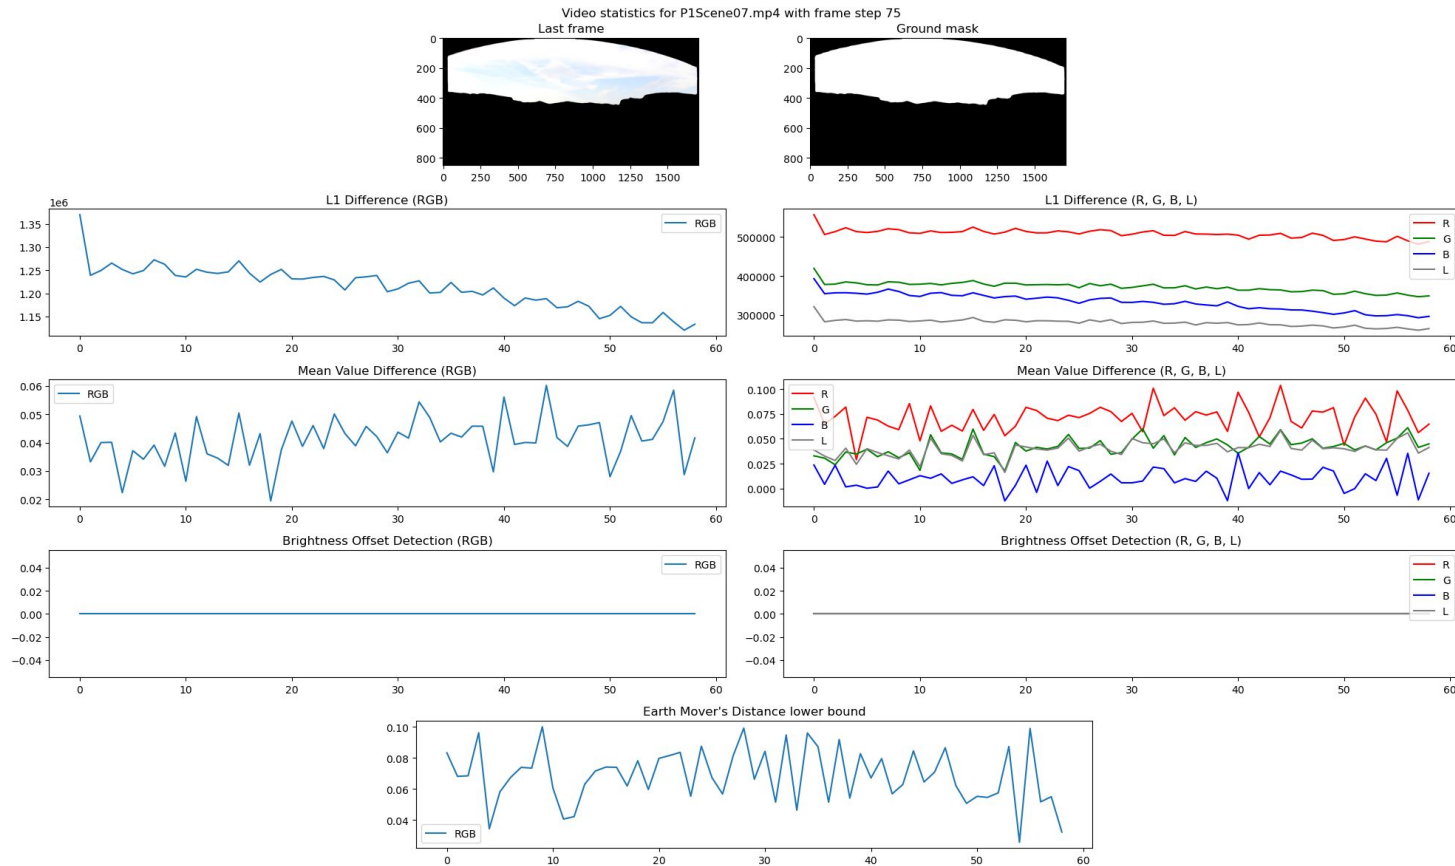 Video statistics for P1Scene07.mp4 with frame step 75
Last frame
0
200
400
600
800
0 250 500 750 1000 1250 1500
Ground mask
0
200
400
600
800
0 250 500 750 1000 1250 1500
L1 Difference (RGB)
1e6
1.35
1.30
1.25
1.20
1.15
RGB
0 10 20 30 40 50 60
L1 Difference (R, G, B, L)
500000
400000
300000
R
G
B
L
0 10 20 30 40 50 60
Mean Value Difference (RGB)
0.06
0.05
0.04
0.03
0.02
RGB
0 10 20 30 40 50 60
Mean Value Difference (R, G, B, L)
0.100
0.075
0.050
0.025
0.000
R
G
B
L
0 10 20 30 40 50 60
Brightness Offset Detection (RGB)
0.04
0.02
0.00
−0.02
−0.04
RGB
0 10 20 30 40 50 60
Brightness Offset Detection (R, G, B, L)
0.04
0.02
0.00
−0.02
−0.04
R
G
B
L
0 10 20 30 40 50 60
Earth Mover's Distance lower bound
0.10
0.08
0.06
0.04
RGB
0 10 20 30 40 50 60